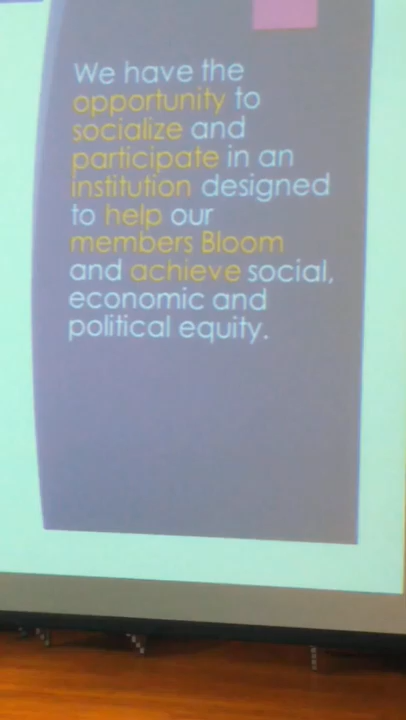 We have the
opportunity to
socialize and
participate in an
institution designed
to help our
members Bloom
and achieve social,
economic and
political equity.